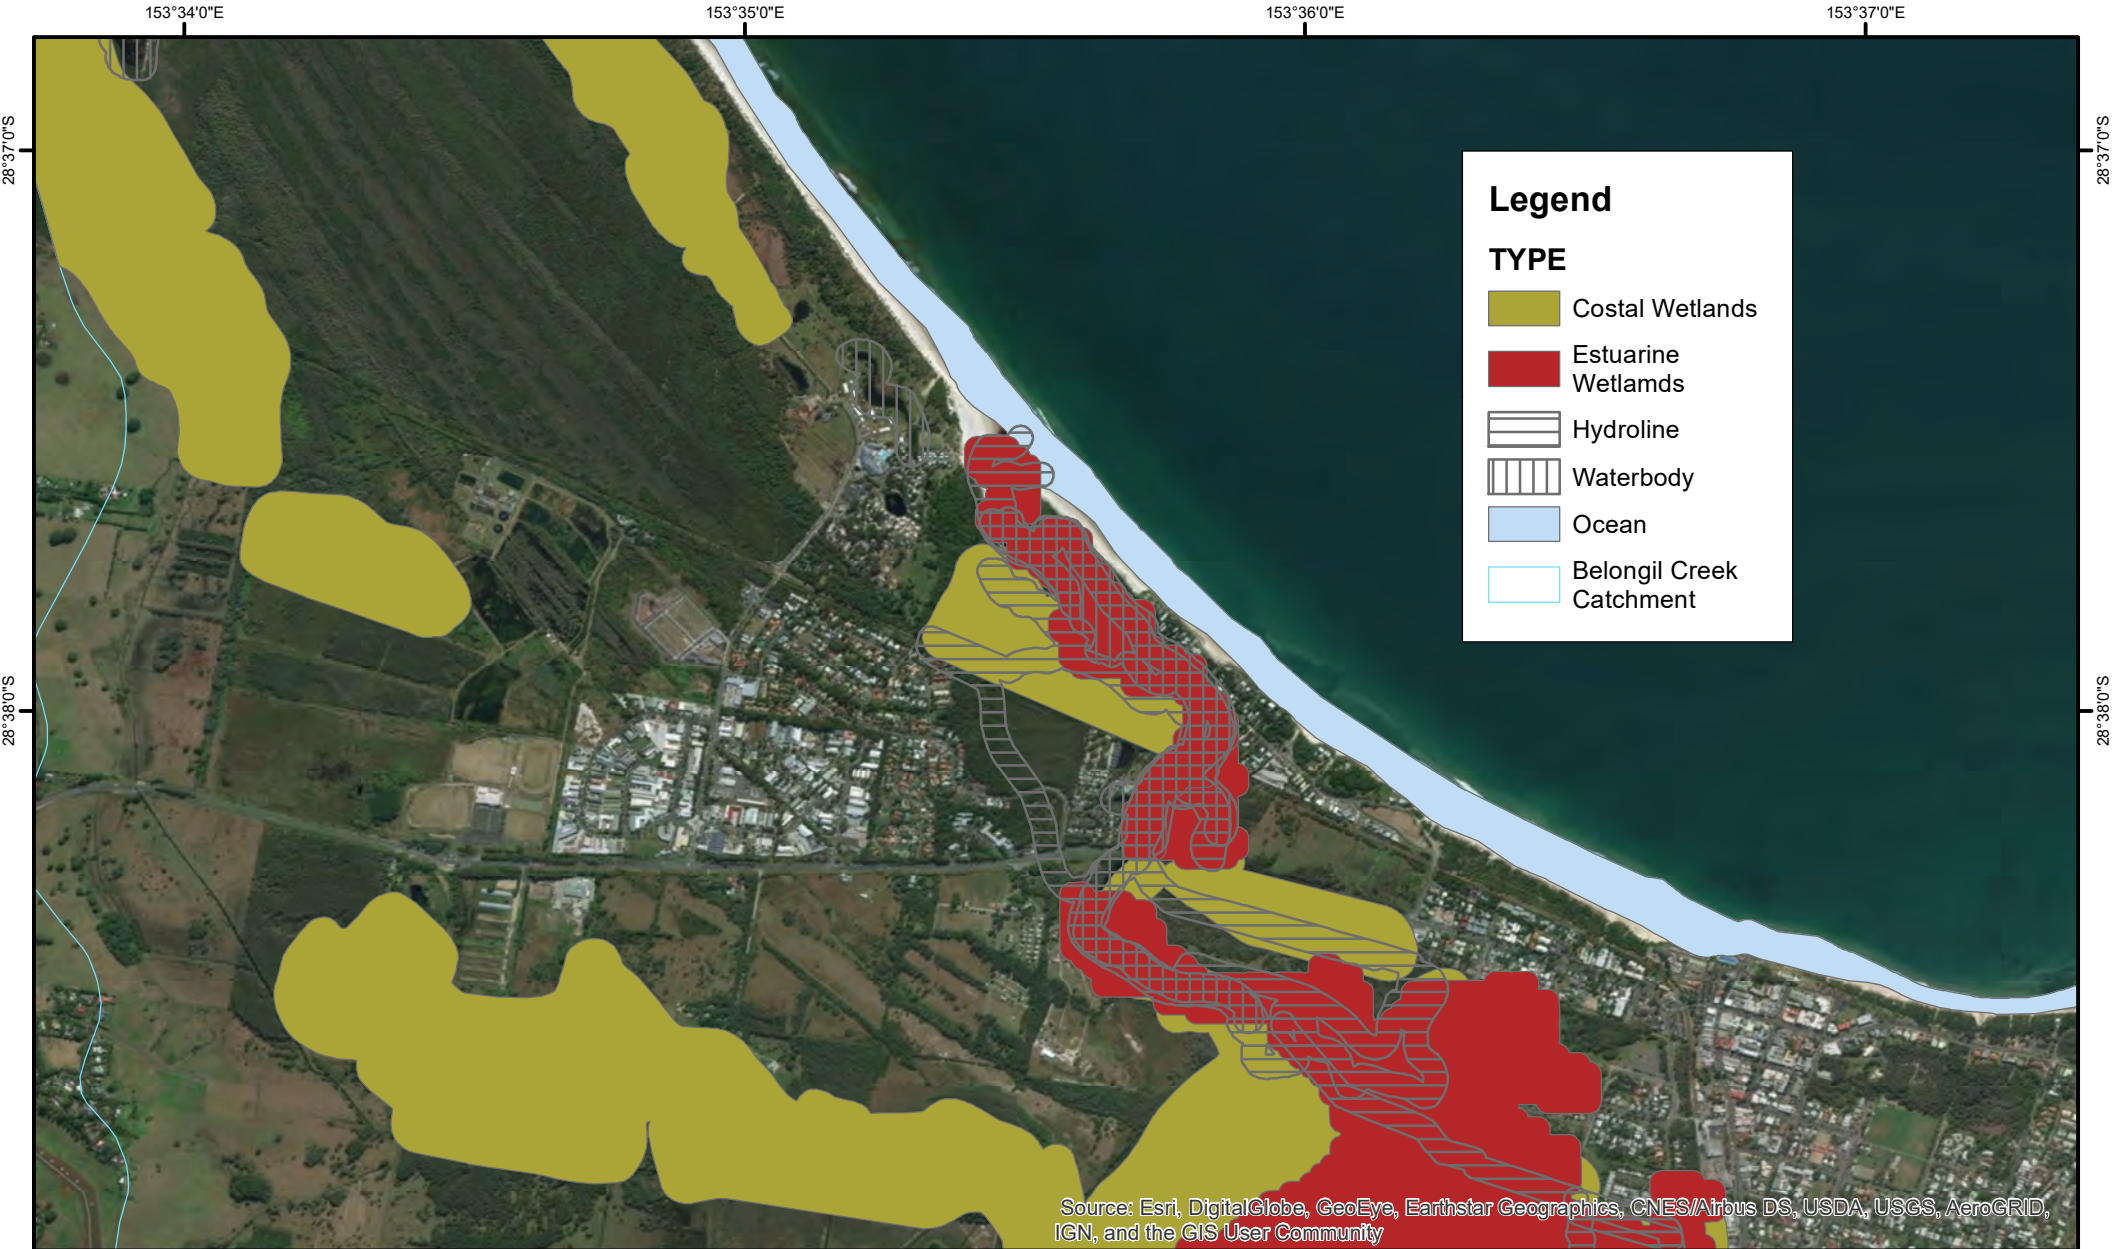 153°34'0"E
153°35'0"E
153°36'0"E
153°37'0"E
28°37'0"S
28°37'0"S
Legend
TYPE
Costal Wetlands
Estuarine
Wetlamds
Hydroline
Waterbody
Ocean
Belongil Creek
Catchment
28°38'0"S
28°38'0"S
Source: Esri, DigitalGlobe, GeoEye, Earthstar Geographics, CNES/Airbus DS, USDA, USGS, AeroGRID,
IGN, and the GIS User Community